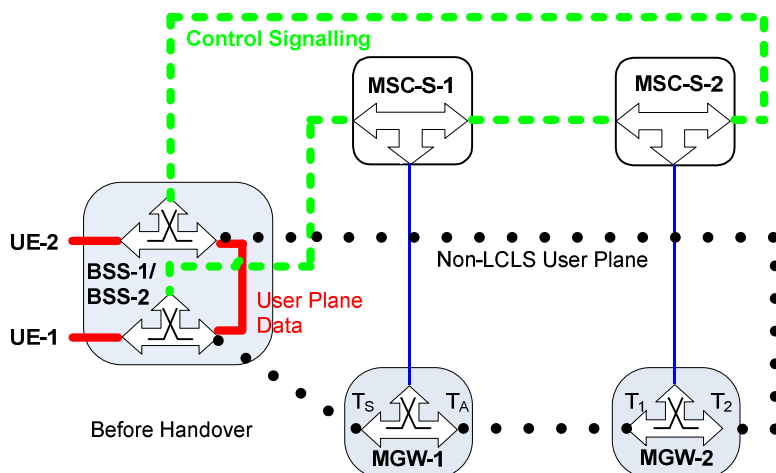 Control Signalling
MSC-S-1
MSC-S-2
UE-2
BSS-1/
BSS-2
Non-LCLS User Plane
User Plane
Data
UE-1
Before Handover
TS
TA
MGW-1
T1
T2
MGW-2